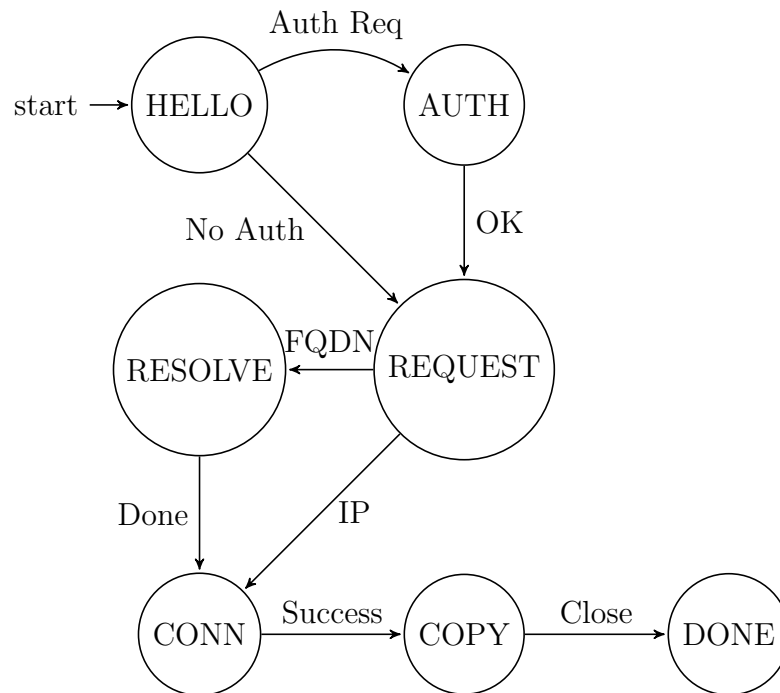 Auth Req
start
HELLO
AUTH
No Auth
OK
FQDN
RESOLVE
REQUEST
Done
IP
CONN
Success
COPY
Close
DONE